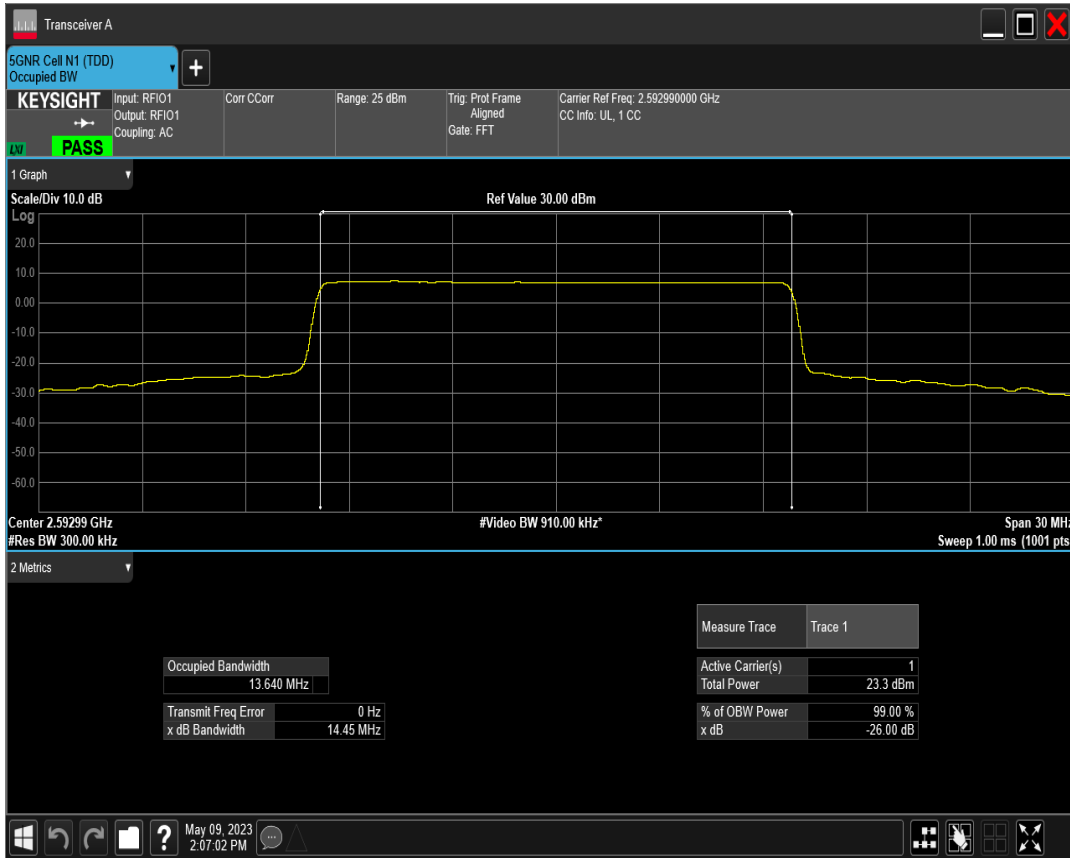 Transceiver A
5GNR Cell N1 (TDD)
Occupied BW
KEYSIGHT
LXI
PASS
Input: RFIO1
Output: RFIO1
Coupling: AC
Corr CCorr
Range: 25 dBm
Trig: Prot Frame
Aligned
Gate: FFT
Carrier Ref Freq: 2.592990000 GHz
CC Info: UL, 1 CC
1 Graph
Scale/Div 10.0 dB
Ref Value 30.00 dBm
Log
20.0
10.0
0.00
-10.0
-20.0
-30.0
-40.0
-50.0
-60.0
Center 2.59299 GHz
#Video BW 910.00 kHz*
Span 30 MHz
#Res BW 300.00 kHz
Sweep 1.00 ms (1001 pts
2 Metrics
Measure Trace Trace 1
Occupied Bandwidth
13.640 MHz
Active Carrier(s) 1
Total Power 23.3 dBm
Transmit Freq Error 0 Hz
x dB Bandwidth 14.45 MHz
% of OBW Power 99.00 %
x dB -26.00 dB
?
May 09, 2023
2:07:02 PM